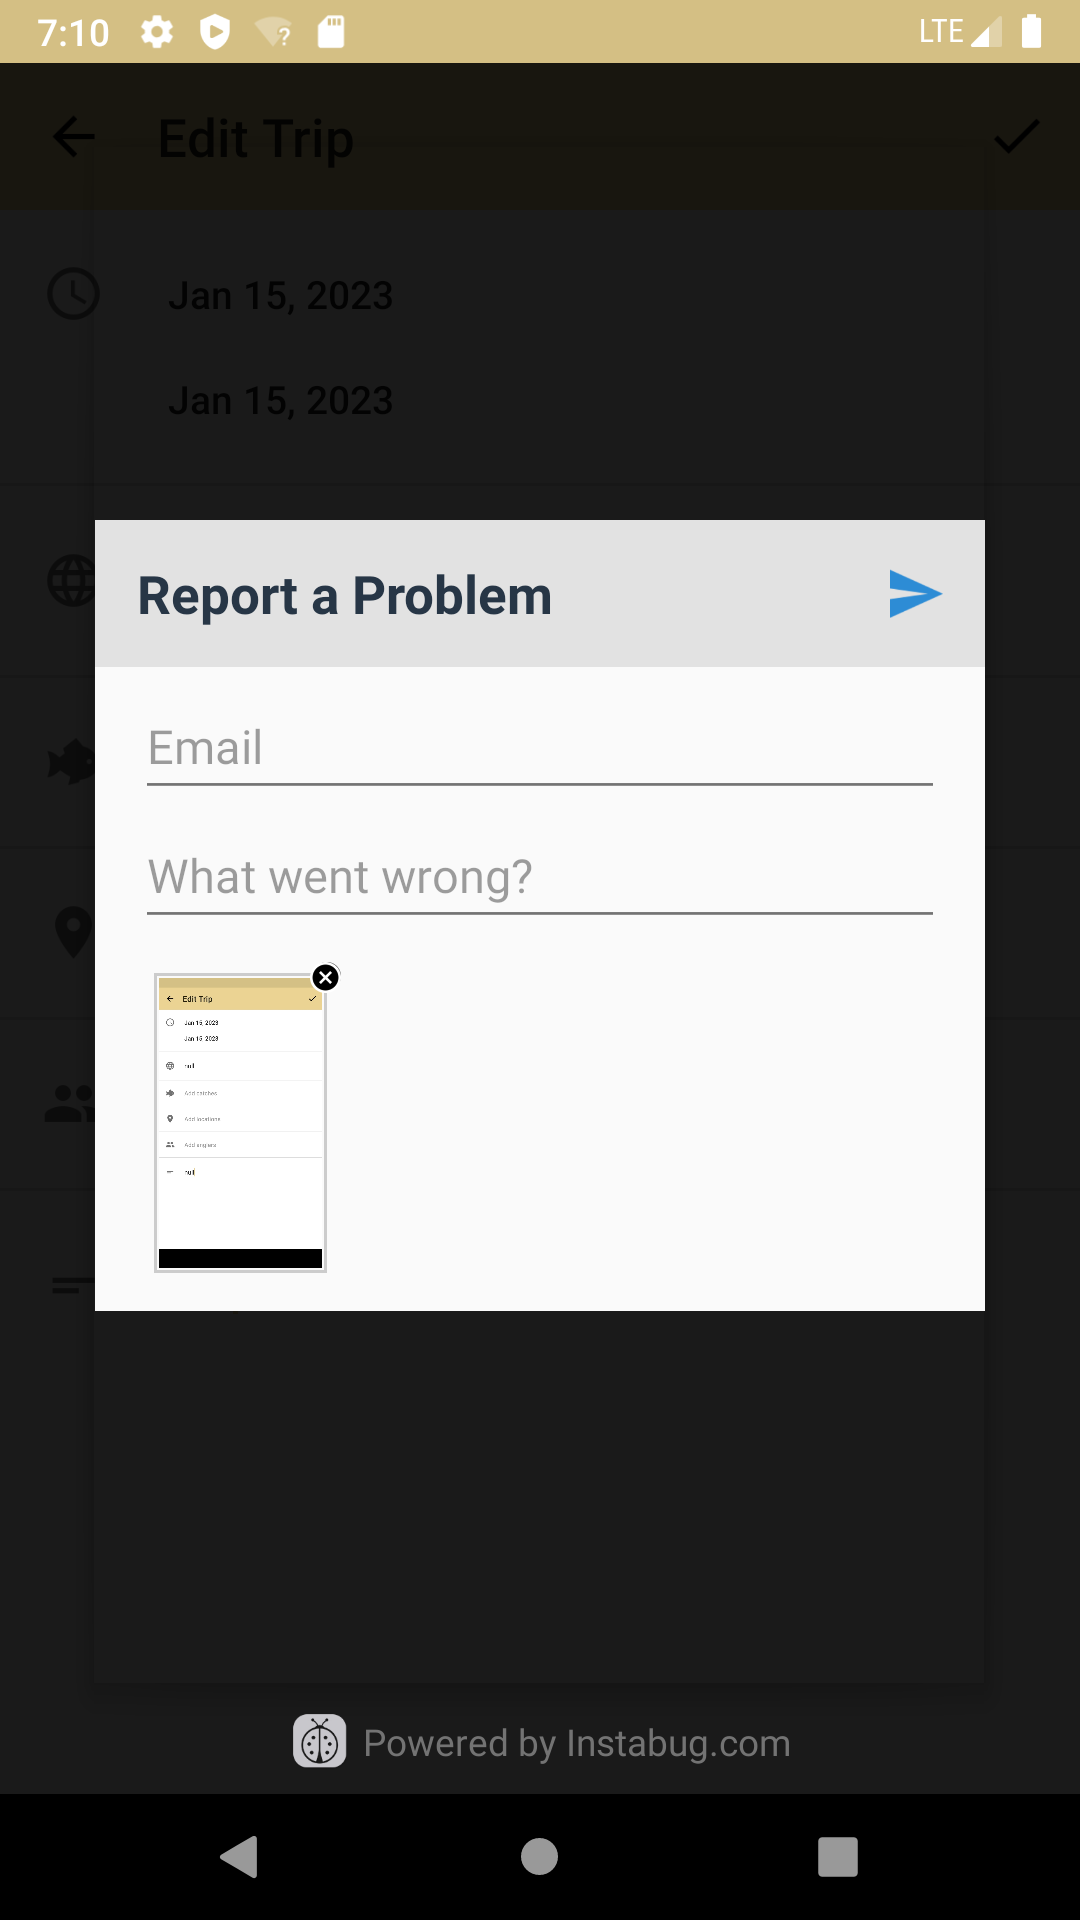 7:10
LTE
Edit Trip
Jan 15, 2023
Jan 15, 2023
Report a Problem
Email
What went wrong?
Edit Trip
Jan 15, 2023
Jan 15, 2023
null
Add catches
Add locations
Add anglers
null
Powered by Instabug.com